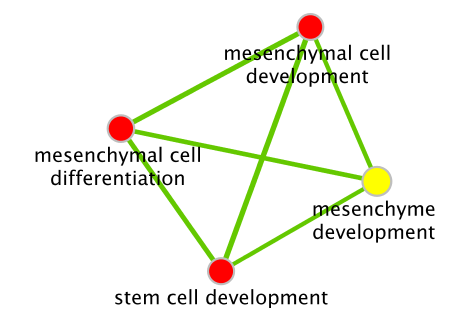 mesenchymal cell
development
mesenchymal cell
differentiation
mesenchyme
development
stem cell development